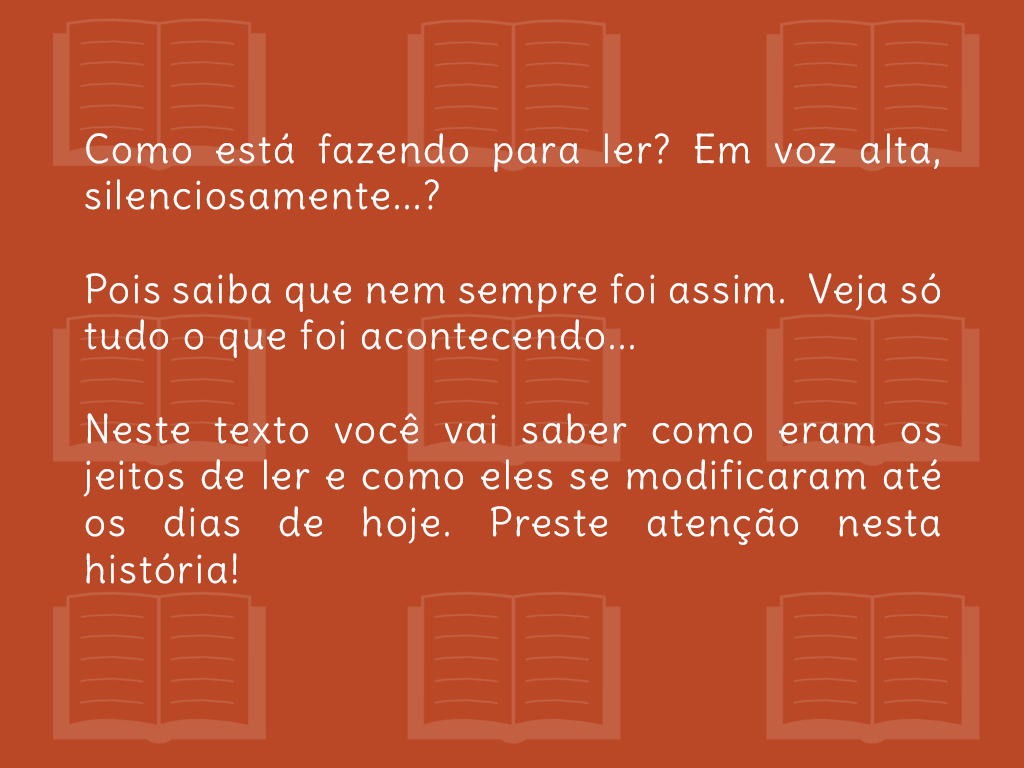 Como está fazendo para ler? Em voz alta,
silenciosamente...?
Pois saiba que nem sempre foi assim.  Veja só
tudo o que foi acontecendo...
Neste texto você vai saber como eram os
jeitos de ler e como eles se modificaram até
os dias de hoje. Preste atenção nesta
história!